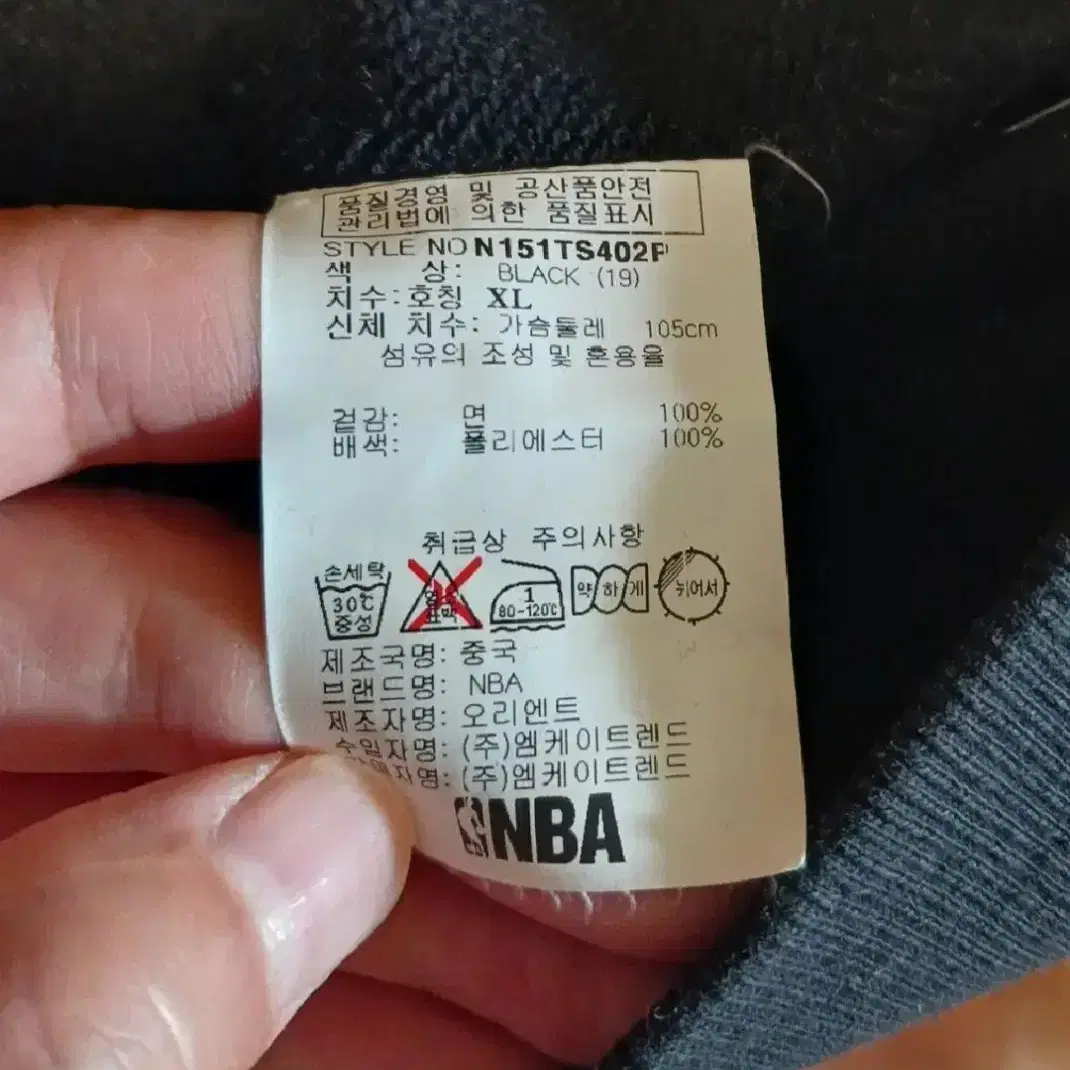 품질경영 및 공산품안전
관리법에 의한 품질표시
STYLE NO N151TS402P
색 상: BLACK (19)
치수:호칭 XL
신체 치수: 가슴둘레 105cm
섬유의 조성 및 혼용율
겉감: 면 100%
배색: 폴리에스터 100%
취급상 주의사항
손세탁
30℃
중성
염소
표백
1
80~120℃
약하게
뉘어서
제조국명: 중국
브랜드명: NBA
제조자명: 오리엔트
수입자명: (주)엠케이트렌드
자명: (주)엠케이트렌드
NBA